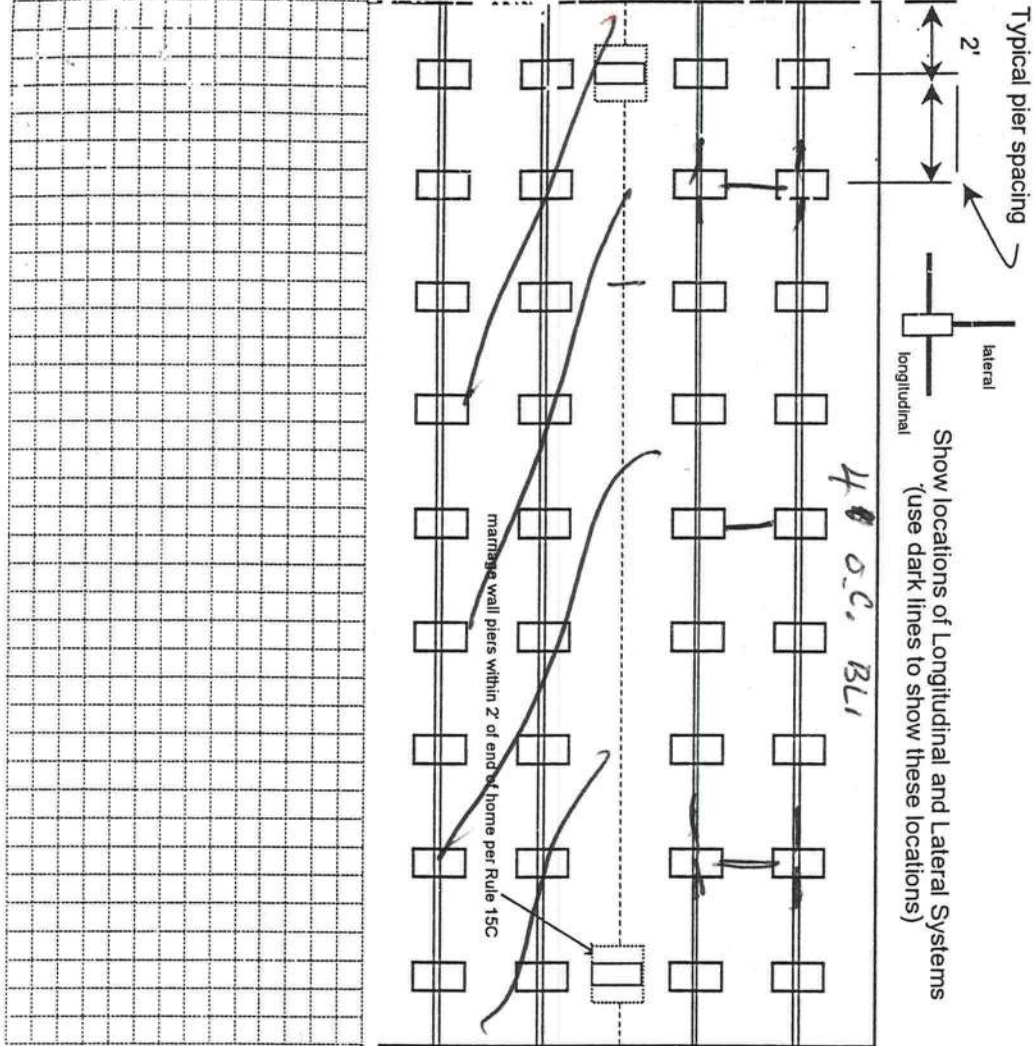 Typical pier spacing
2'
lateral
longitudinal
Show locations of Longitudinal and Lateral Systems
(use dark lines to show these locations)
4 O.C. BLI
marriage wall piers within 2' of end of home per Rule 15C